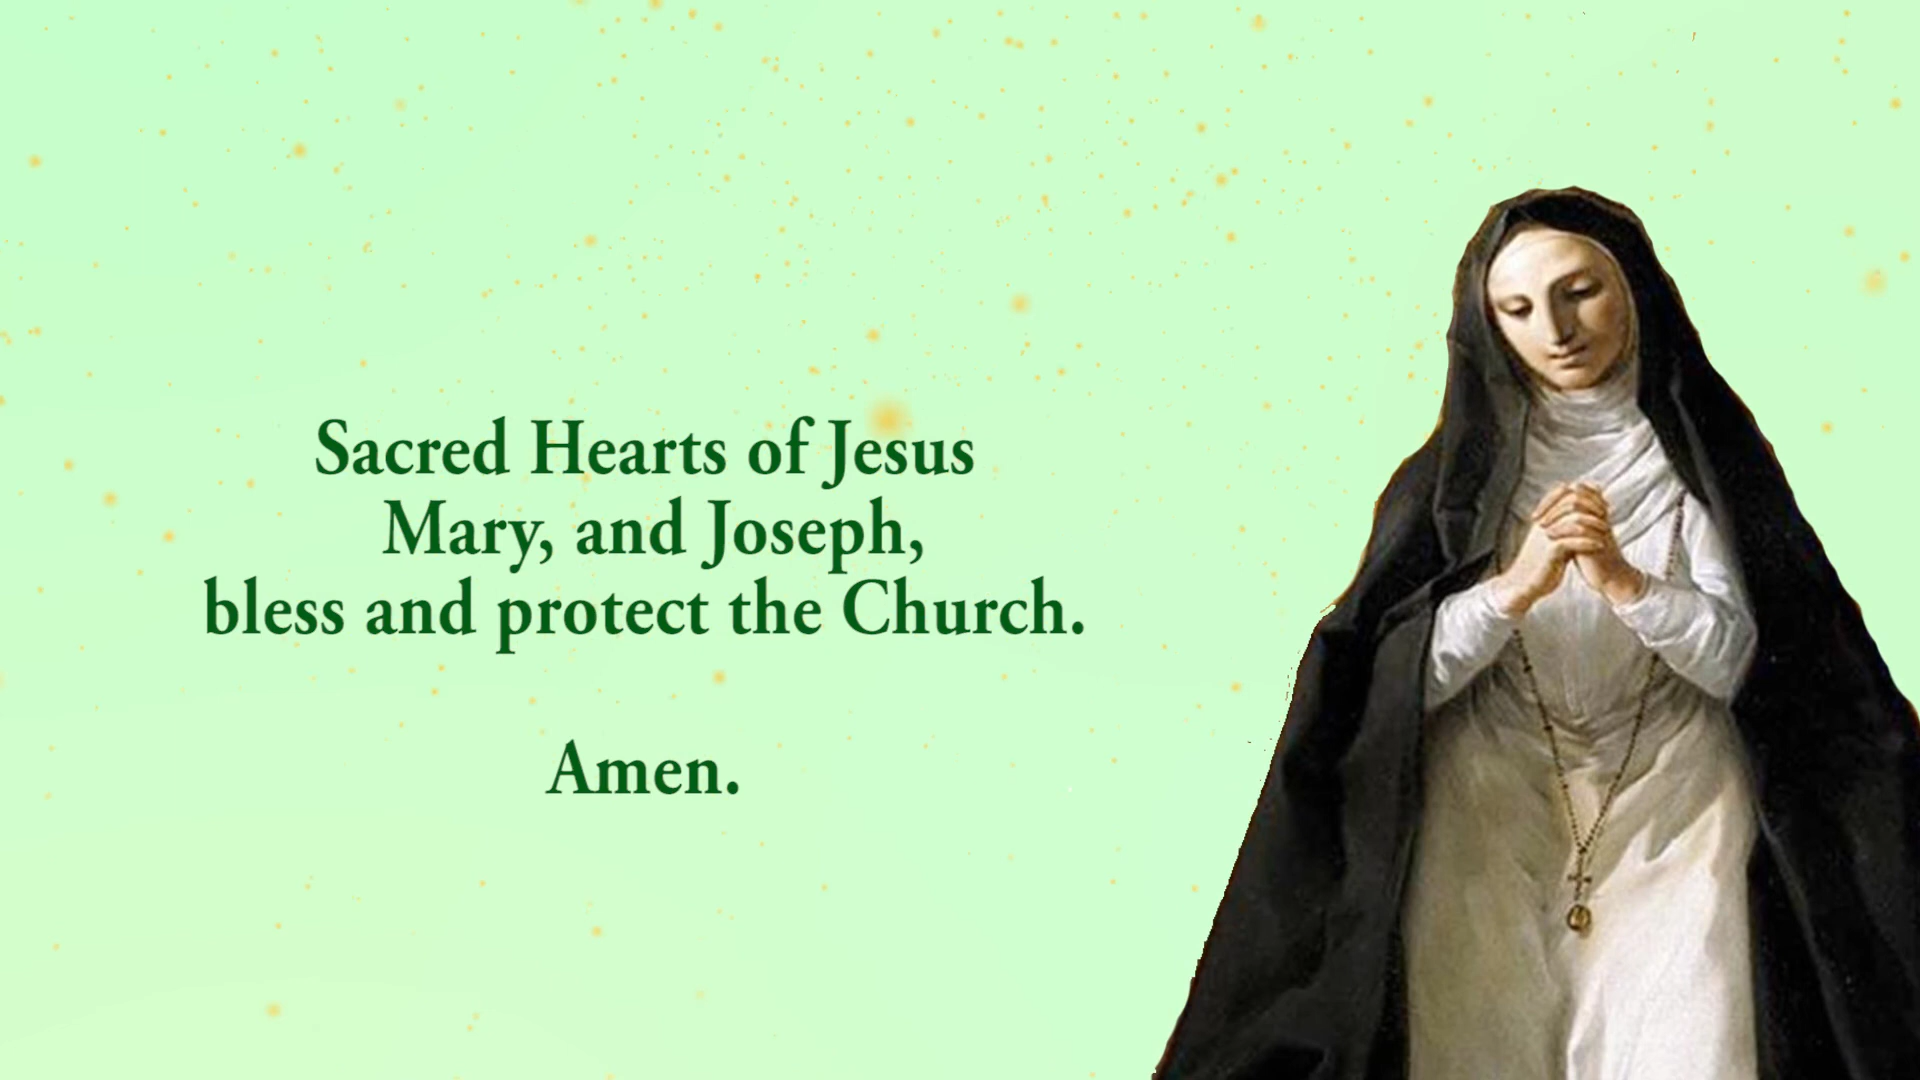 Sacred Hearts of Jesus
Mary, and Joseph,
bless and protect the Church.
Amen.